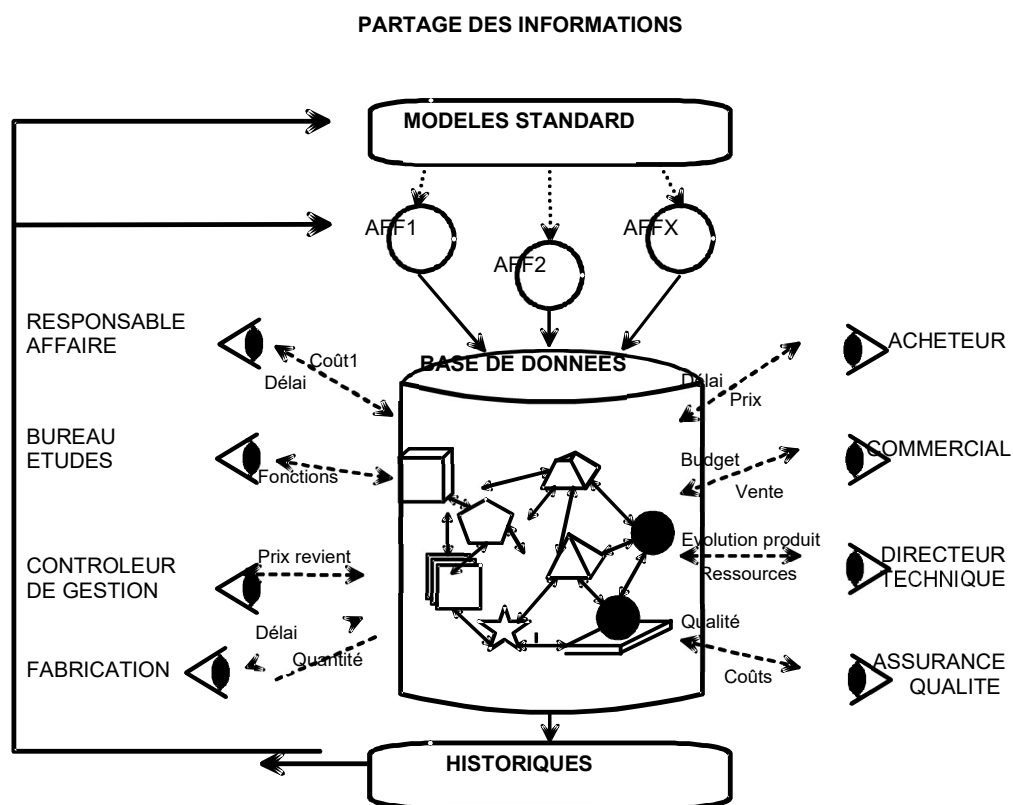 PARTAGE DES INFORMATIONS
MODELES STANDARD
AFF1
AFFX
AFF2
RESPONSABLE
AFFAIRE
Coût1
Délai
BASE DE DONNEES
Délai
Prix
ACHETEUR
BUREAU
ETUDES
Fonctions
Budget
Vente
COMMERCIAL
CONTROLEUR
DE GESTION
Prix revient
Evolution produit
Ressources
DIRECTEUR
TECHNIQUE
FABRICATION
Délai
Quantité
Qualité
Coûts
ASSURANCE
QUALITE
HISTORIQUES